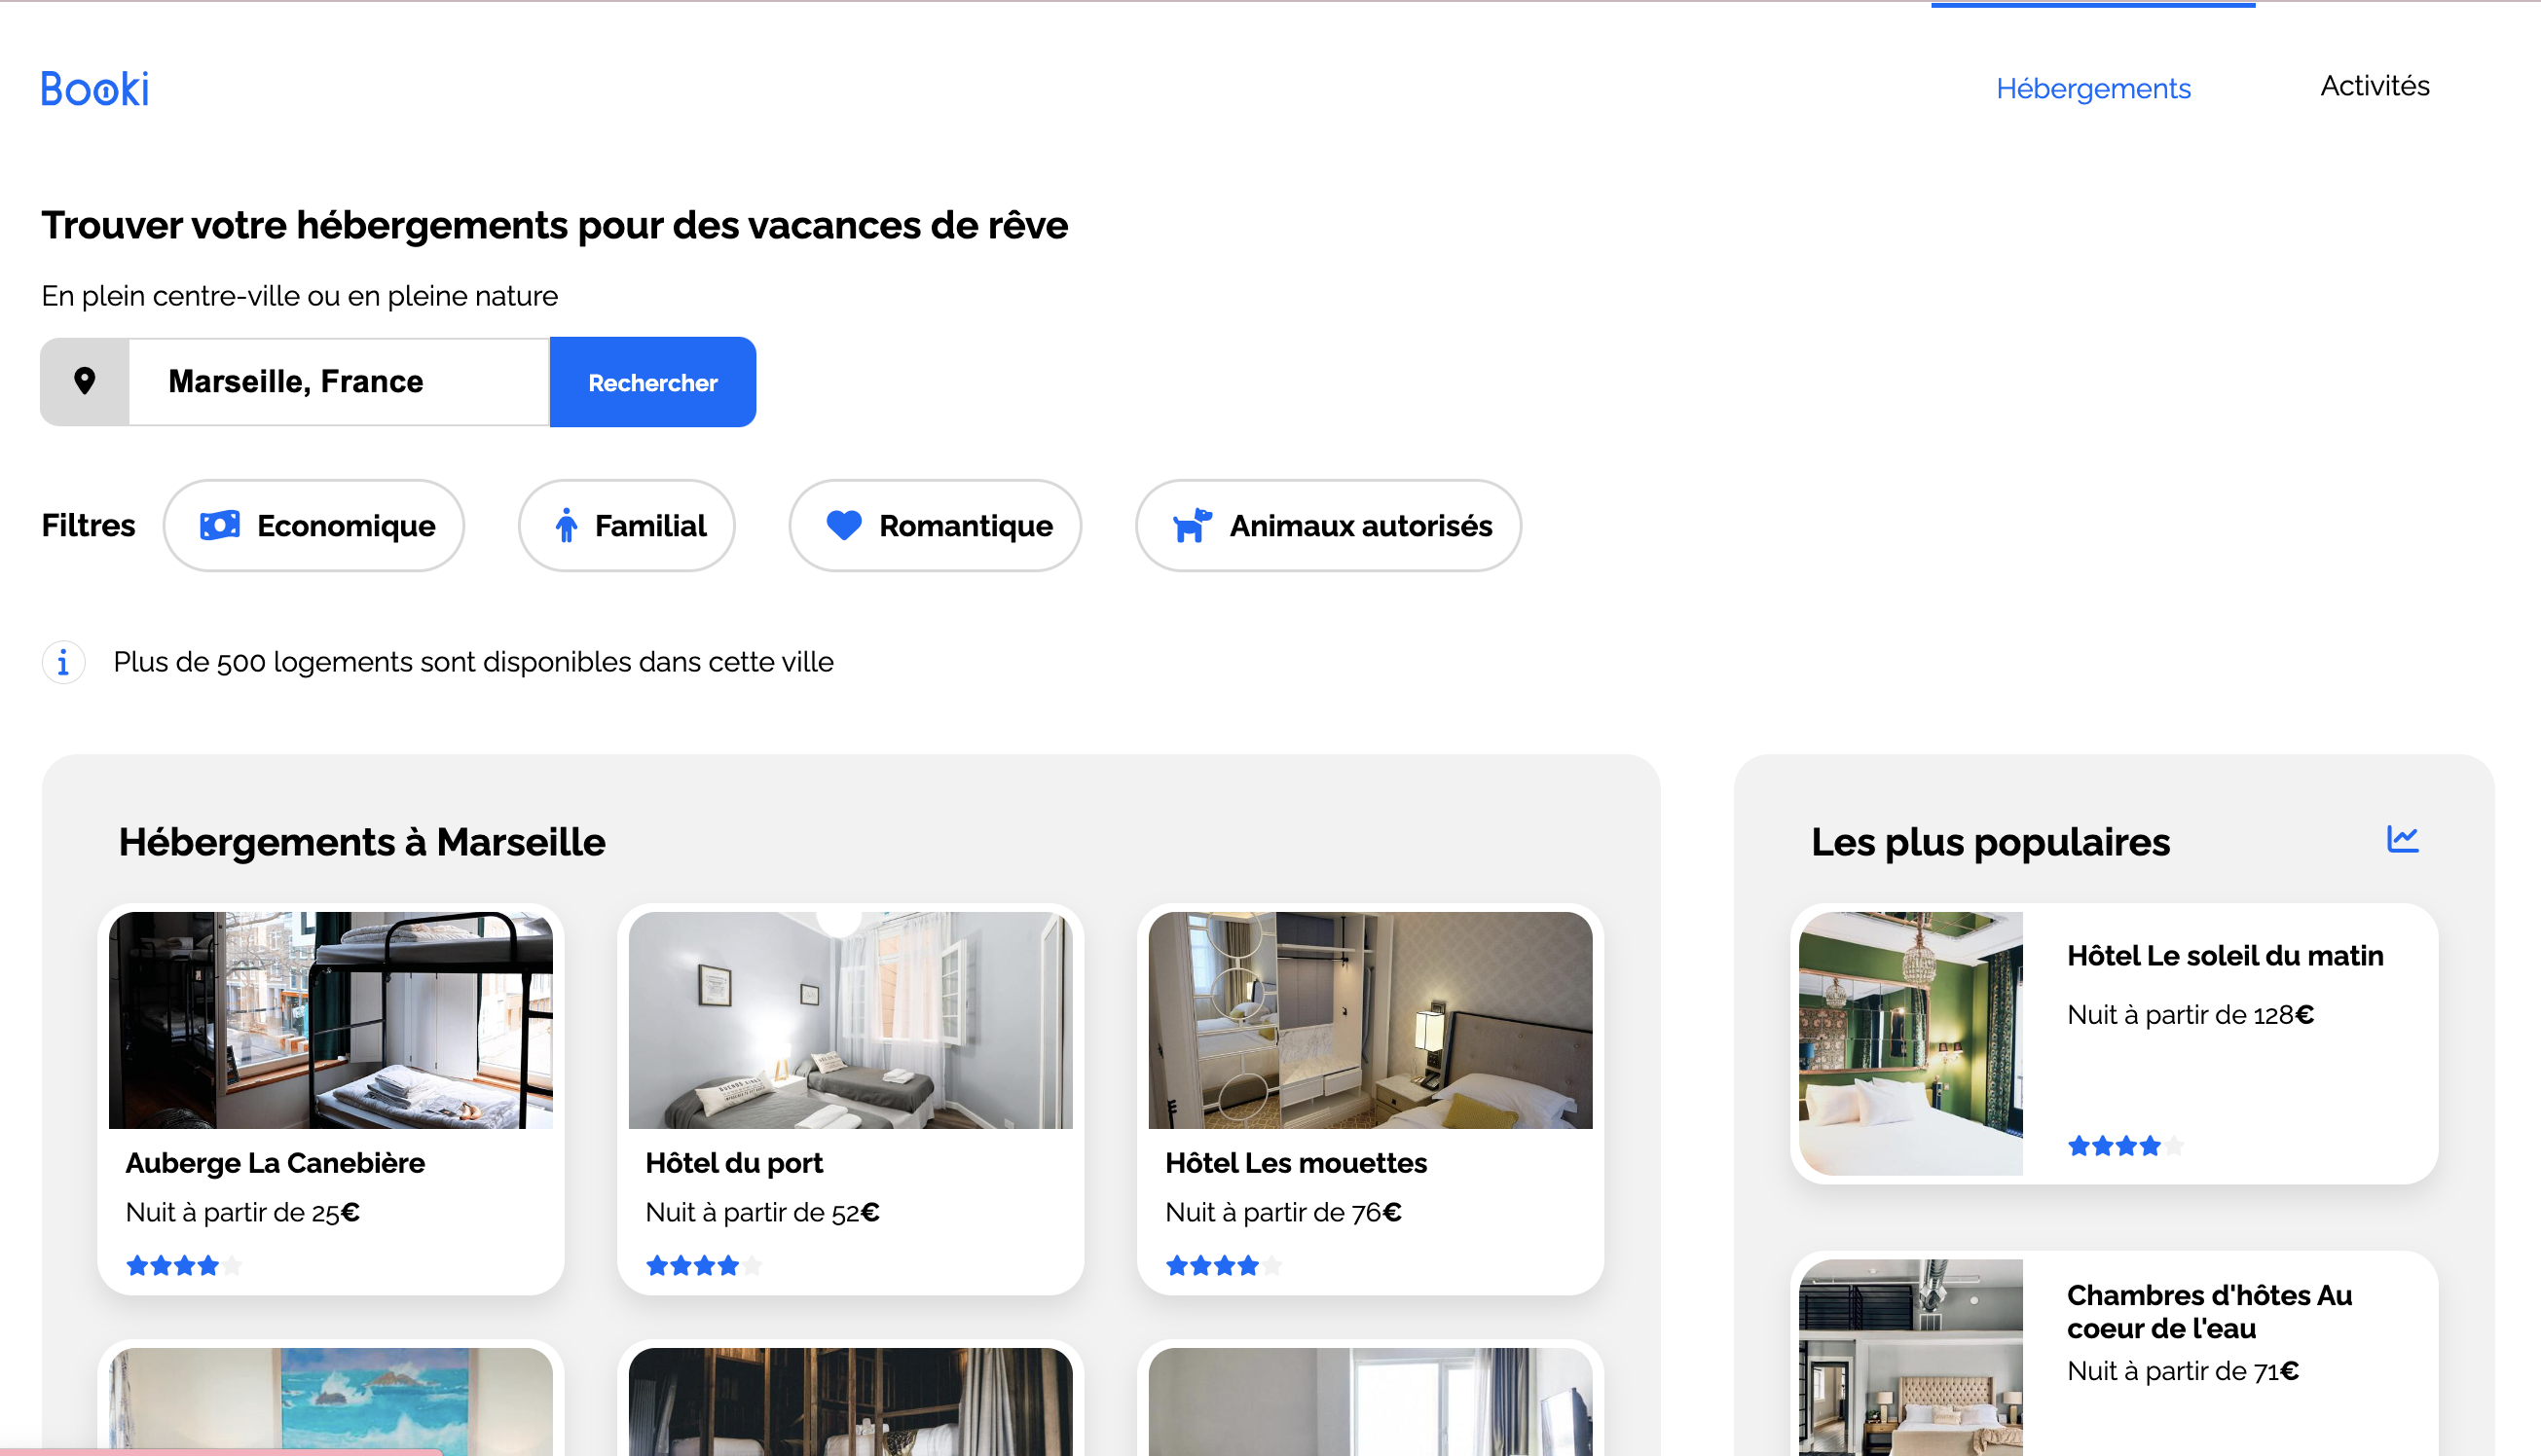 Booki
Hébergements
Activités
Trouver votre hébergements pour des vacances de rêve
En plein centre-ville ou en pleine nature
Marseille, France
Rechercher
Filtres
Economique
Familial
Romantique
Animaux autorisés
Plus de 500 logements sont disponibles dans cette ville
Hébergements à Marseille
Auberge La Canebière
Nuit à partir de 25€
Hôtel du port
Nuit à partir de 52€
Hôtel Les mouettes
Nuit à partir de 76€
Les plus populaires
Hôtel Le soleil du matin
Nuit à partir de 128€
Chambres d'hôtes Au
coeur de l'eau
Nuit à partir de 71€